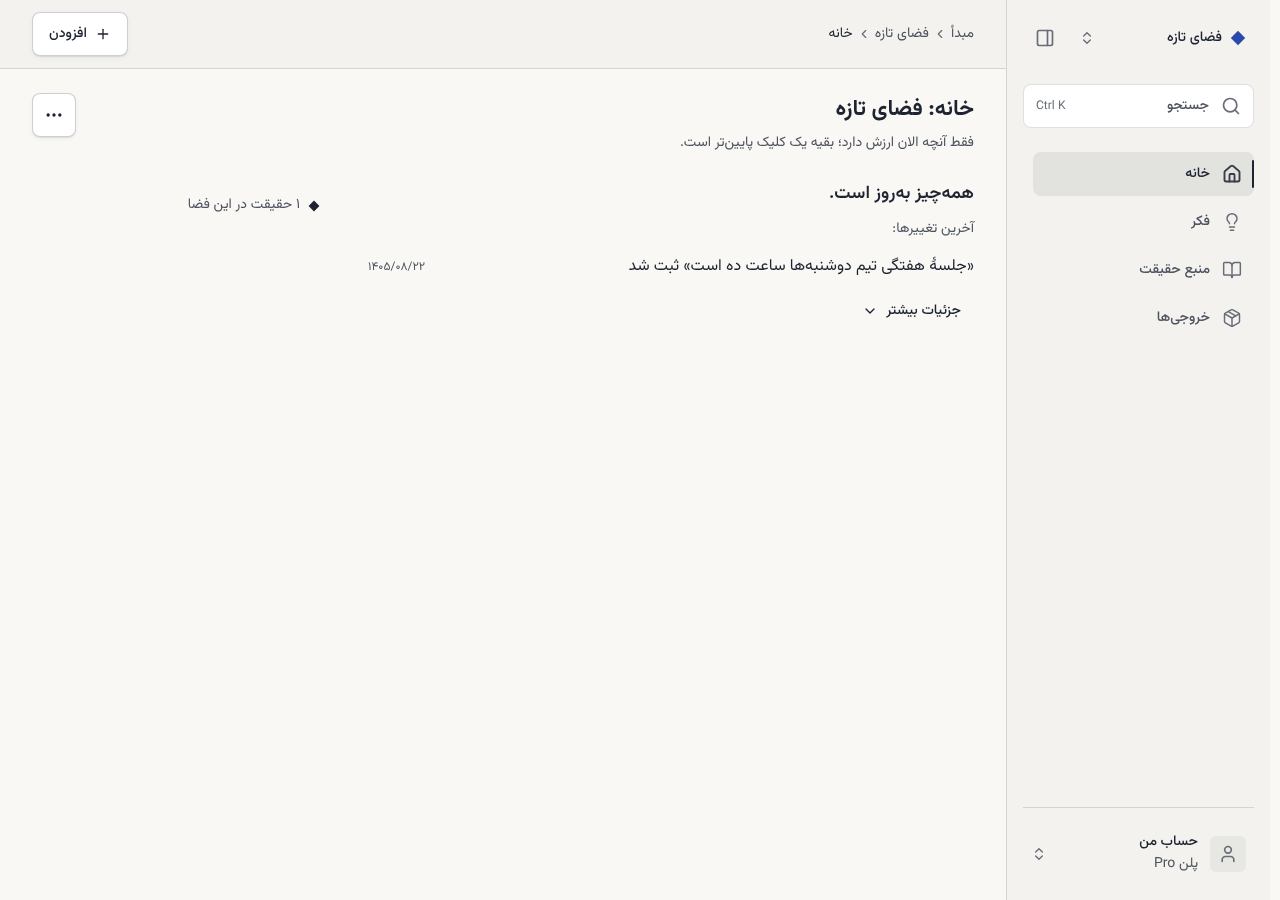 فضای تازه
جستجو
Ctrl K
خانه
فکر
منبع حقیقت
خروجی‌ها
حساب من
پلن Pro
مبدأ › فضای تازه › خانه
افزودن
خانه: فضای تازه
فقط آنچه الان ارزش دارد؛ بقیه یک کلیک پایین‌تر است.
همه‌چیز به‌روز است.
آخرین تغییرها:
«جلسهٔ هفتگی تیم دوشنبه‌ها ساعت ده است» ثبت شد
۱۴۰۵/۰۸/۲۲
جزئیات بیشتر
۱ حقیقت در این فضا